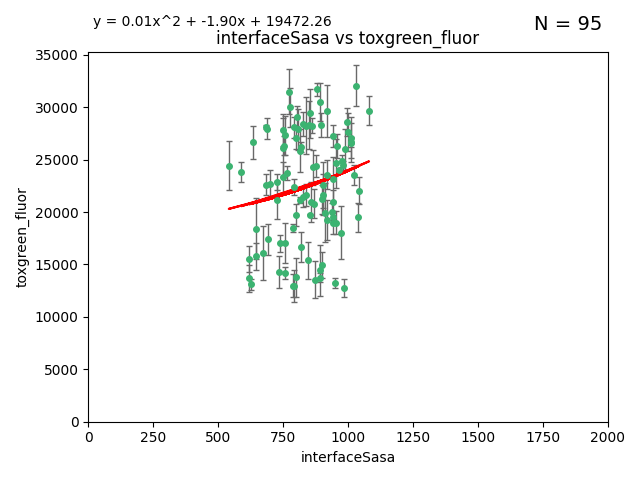 y = 0.01x^2 + -1.90x + 19472.26
N = 95
interfaceSasa vs toxgreen_fluor
35000
30000
25000
20000
15000
10000
5000
0
toxgreen_fluor
0 250 500 750 1000 1250 1500 1750 2000
interfaceSasa